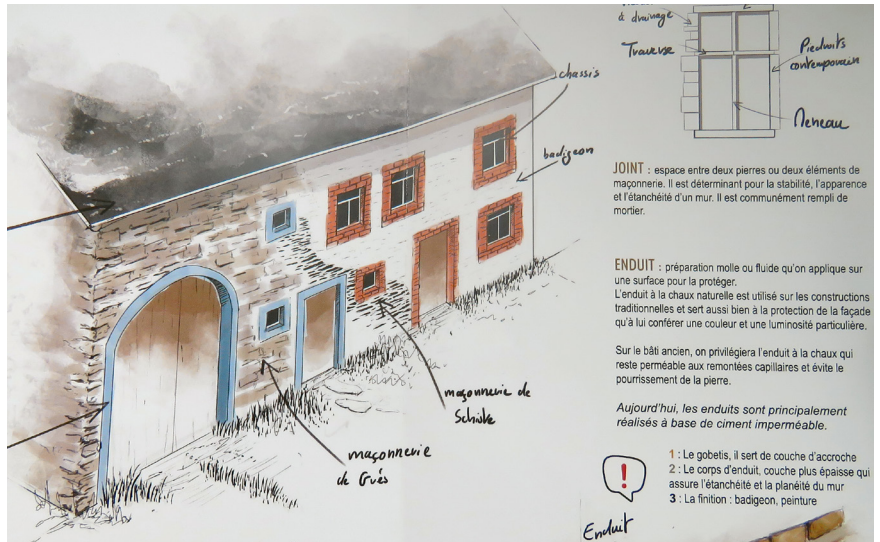 à drainage
Traverse
Piédroits
contemporain
Meneau
chassis
badigeon
maçonnerie de
Schiste
maçonnerie
de Grés
JOINT : espace entre deux pierres ou deux éléments de
maçonnerie. Il est déterminant pour la stabilité, l'apparence
et l'étanchéité d'un mur. Il est communément rempli de
mortier.
ENDUIT : préparation molle ou fluide qu'on applique sur
une surface pour la protéger.
L'enduit à la chaux naturelle est utilisé sur les constructions
traditionnelles et sert aussi bien à la protection de la façade
qu'à lui conférer une couleur et une luminosité particulière.
Sur le bâti ancien, on privilégiera l'enduit à la chaux qui
reste perméable aux remontées capillaires et évite le
pourrissement de la pierre.
Aujourd'hui, les enduits sont principalement
réalisés à base de ciment imperméable.
!
1 : Le gobetis, il sert de couche d'accroche
2 : Le corps d'enduit, couche plus épaisse qui
assure l'étanchéité et la planéité du mur
3 : La finition : badigeon, peinture
Enduit